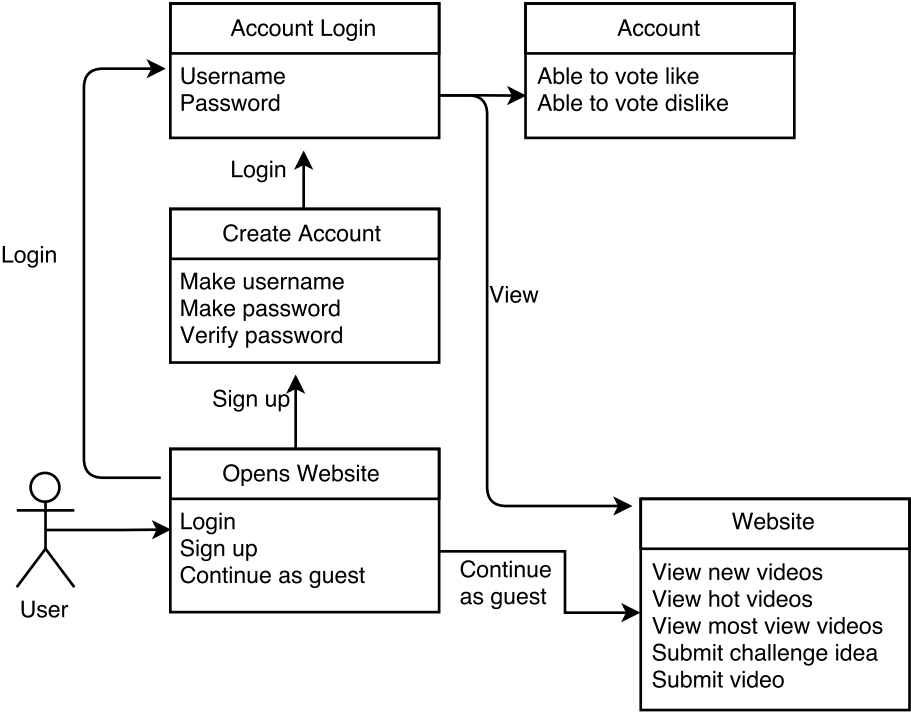 Account Login
Username
Password
Account
Able to vote like
Able to vote dislike
Login
Create Account
Make username
Make password
Verify password
Login
View
Sign up
Opens Website
Login
Sign up
Continue as guest
User
Continue
as guest
Website
View new videos
View hot videos
View most view videos
Submit challenge idea
Submit video